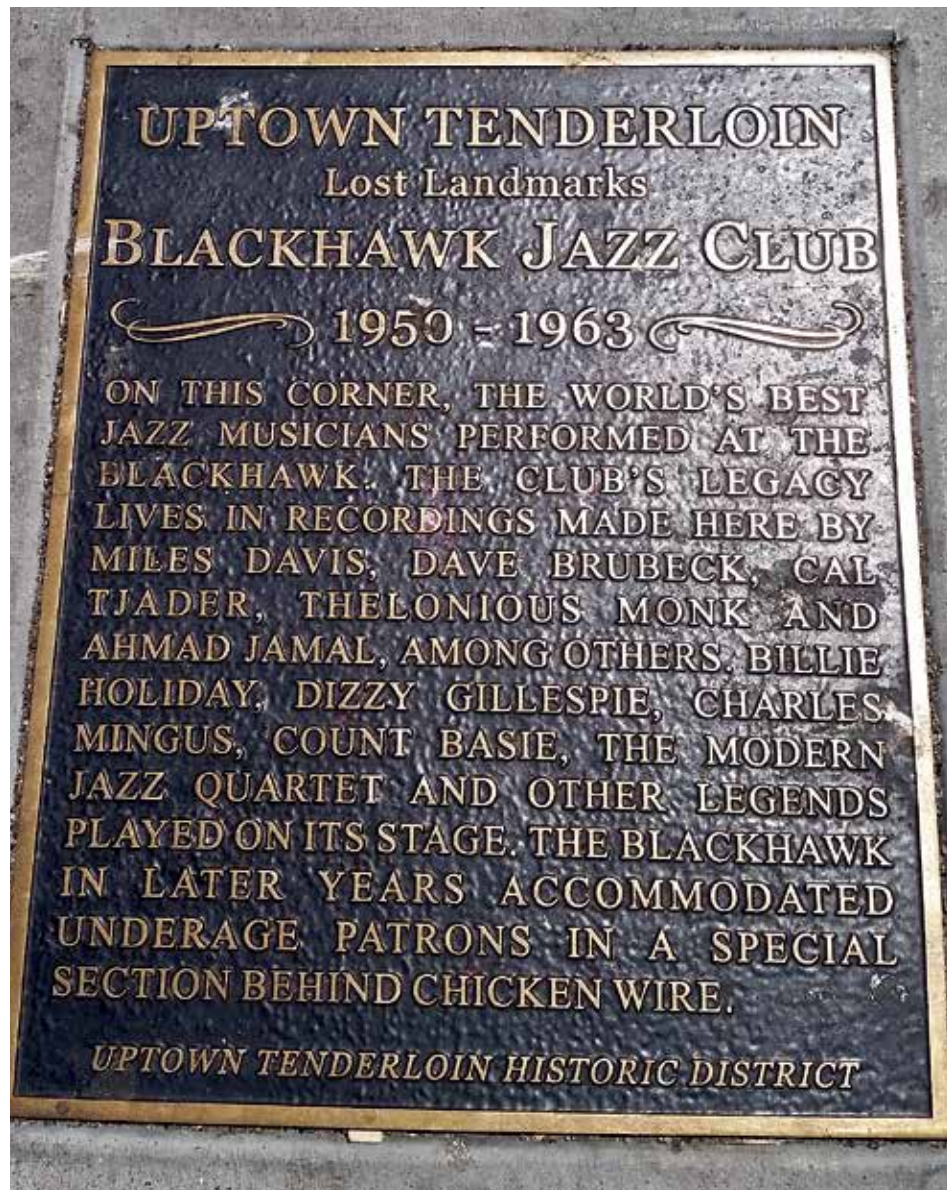 UPTOWN TENDERLOIN
Lost Landmarks
BLACKHAWK JAZZ CLUB
1950 - 1963
ON THIS CORNER, THE WORLD'S BEST
JAZZ MUSICIANS PERFORMED AT THE
BLACKHAWK. THE CLUB'S LEGACY
LIVES IN RECORDINGS MADE HERE BY
MILES DAVIS, DAVE BRUBECK, CAL
TJADER, THELONIOUS MONK AND
AHMAD JAMAL, AMONG OTHERS. BILLIE
HOLIDAY, DIZZY GILLESPIE, CHARLES
MINGUS, COUNT BASIE, THE MODERN
JAZZ QUARTET AND OTHER LEGENDS
PLAYED ON ITS STAGE. THE BLACKHAWK
IN LATER YEARS ACCOMMODATED
UNDERAGE PATRONS IN A SPECIAL
SECTION BEHIND CHICKEN WIRE.
UPTOWN TENDERLOIN HISTORIC DISTRICT